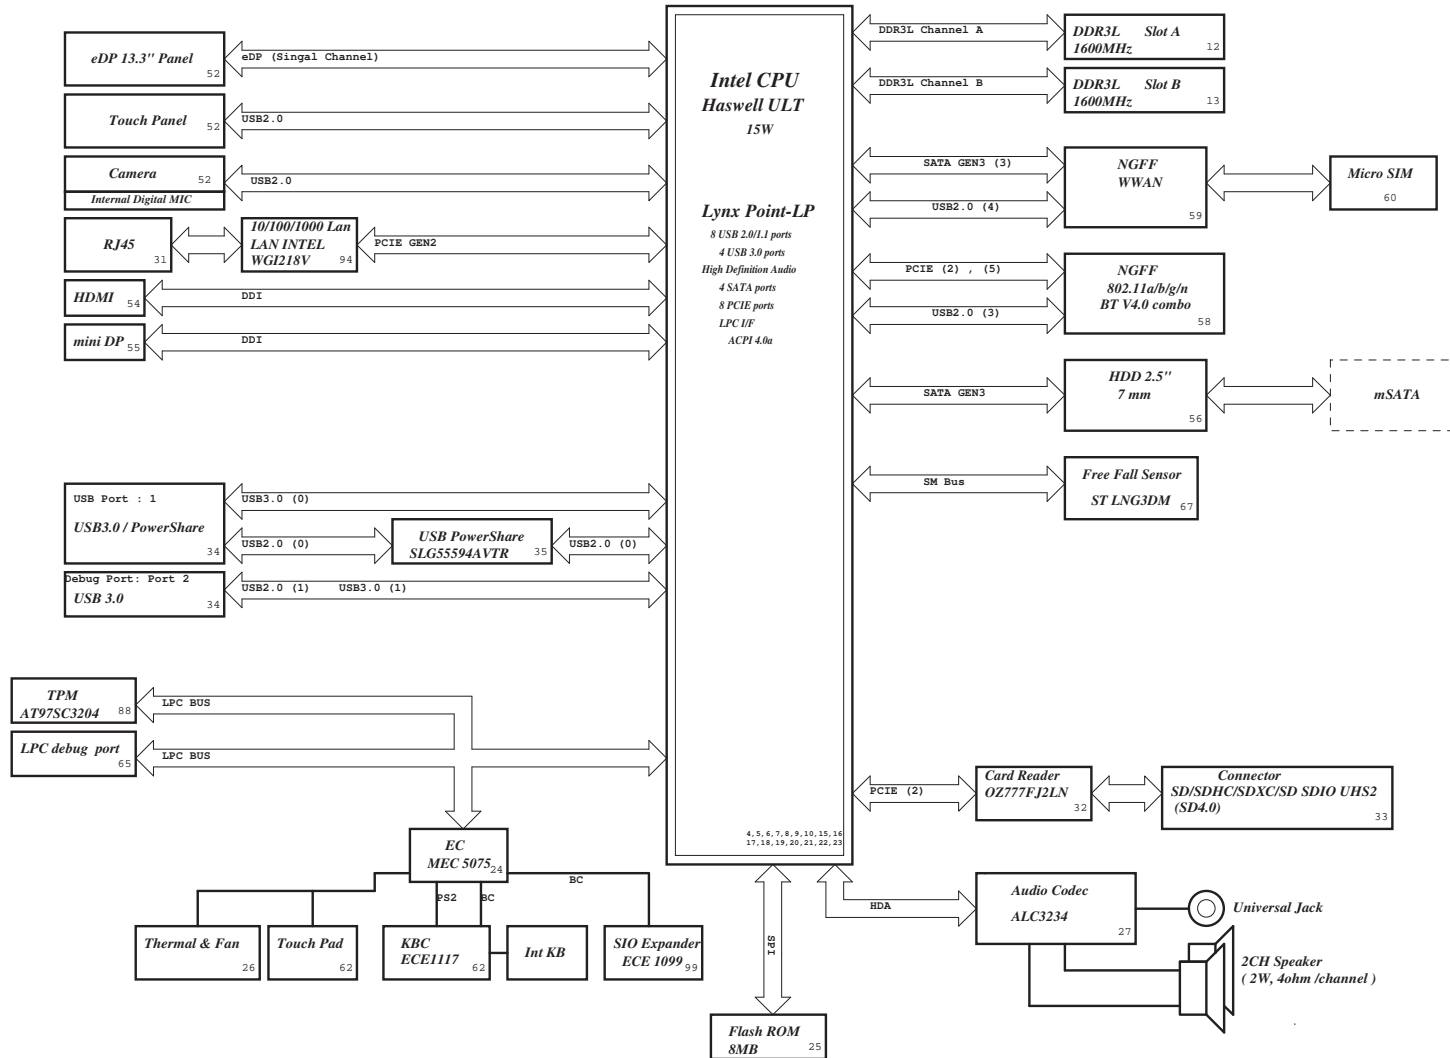 eDP 13.3" Panel
52
eDP (Singal Channel)
Touch Panel
52
USB2.0
Camera
52
Internal Digital MIC
USB2.0
RJ45
31
10/100/1000 Lan
LAN INTEL
WGI218V
94
PCIE GEN2
HDMI
54
DDI
mini DP
55
DDI
USB Port : 1
USB3.0 / PowerShare
34
USB3.0 (0)
USB2.0 (0)
USB PowerShare
SLG55594AVTR
35
USB2.0 (0)
Debug Port: Port 2
USB 3.0
34
USB2.0 (1)
USB3.0 (1)
TPM
AT97SC3204
88
LPC BUS
LPC debug port
65
LPC BUS
EC
MEC 5075
24
PS2
BC
BC
Thermal & Fan
26
Touch Pad
62
KBC
ECE1117
62
Int KB
SIO Expander
ECE 1099
99
Intel CPU
Haswell ULT
15W
Lynx Point-LP
8 USB 2.0/1.1 ports
4 USB 3.0 ports
High Definition Audio
4 SATA ports
8 PCIE ports
LPC I/F
ACPI 4.0a
4,5,6,7,8,9,10,15,16
17,18,19,20,21,22,23
DDR3L Channel A
DDR3L Slot A
1600MHz
12
DDR3L Channel B
DDR3L Slot B
1600MHz
13
SATA GEN3 (3)
USB2.0 (4)
NGFF
WWAN
59
Micro SIM
60
PCIE (2) , (5)
USB2.0 (3)
NGFF
802.11a/b/g/n
BT V4.0 combo
58
SATA GEN3
HDD 2.5"
7 mm
56
mSATA
SM Bus
Free Fall Sensor
ST LNG3DM
67
PCIE (2)
Card Reader
OZ777FJ2LN
32
Connector
SD/SDHC/SDXC/SD SDIO UHS2
(SD4.0)
33
HDA
Audio Codec
ALC3234
27
Universal Jack
2CH Speaker
( 2W, 4ohm /channel )
SPI
Flash ROM
8MB
25